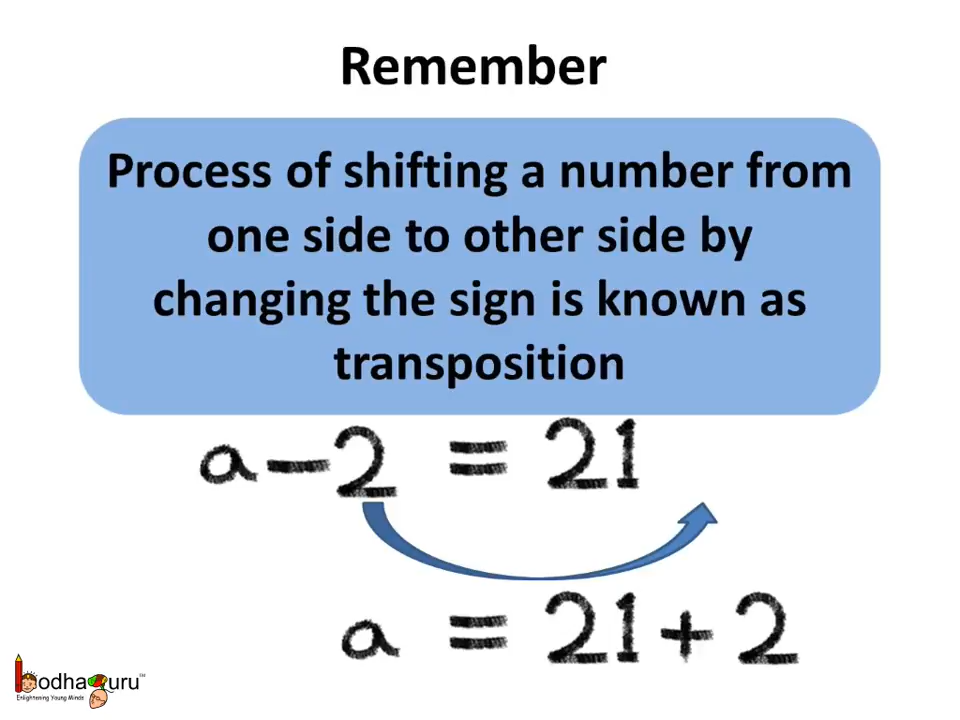 Remember
Process of shifting a number from
one side to other side by
changing the sign is known as
transposition
a-2 = 21
a = 21+2
bodhaguru™
Enlightening Young Minds